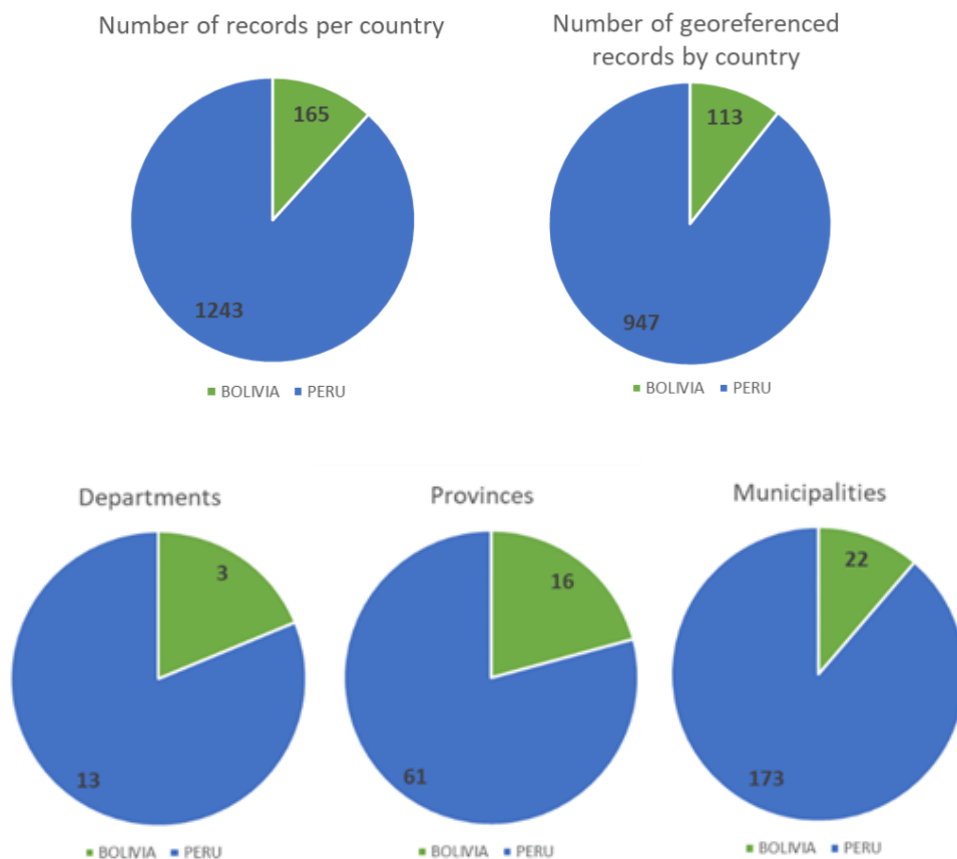 Number of records per country
165
1243
BOLIVIA PERU
Number of georeferenced
records by country
113
947
BOLIVIA PERU
Departments
3
13
BOLIVIA PERU
Provinces
16
61
BOLIVIA PERU
Municipalities
22
173
BOLIVIA PERU